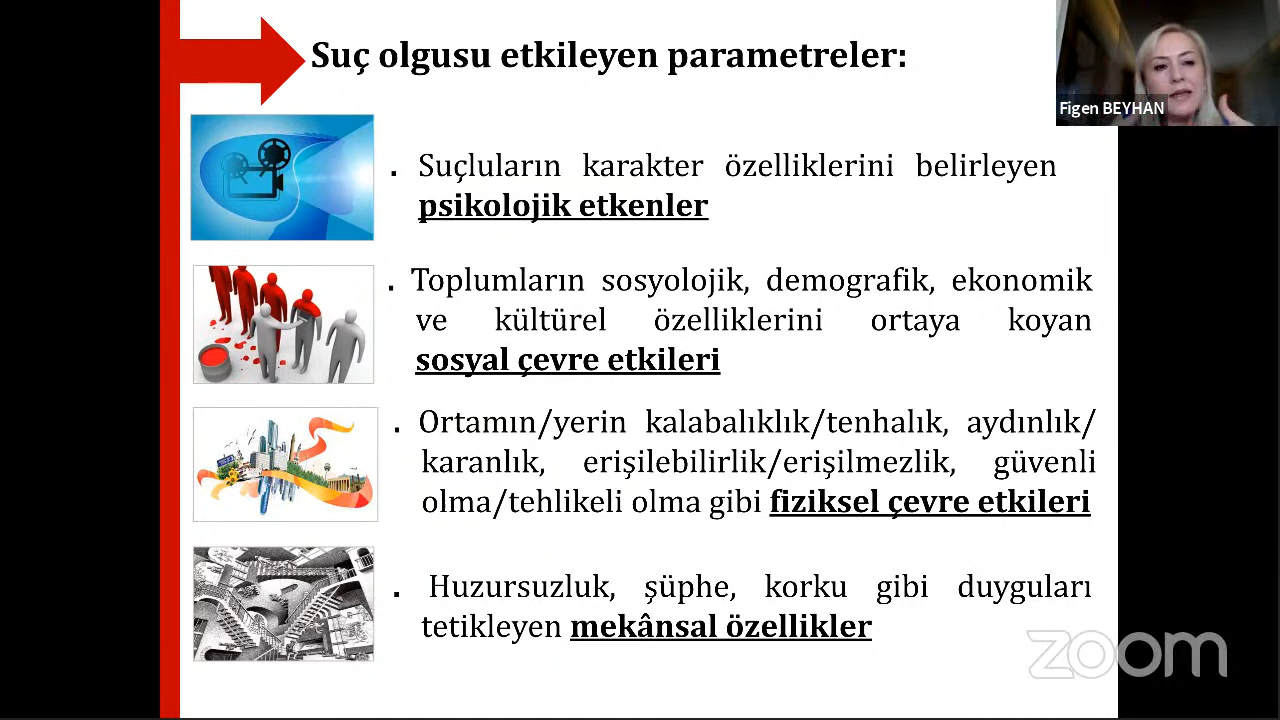 Suç olgusu etkileyen parametreler:
Figen BEYHAN
. Suçluların karakter özelliklerini belirleyen
psikolojik etkenler
. Toplumların sosyolojik, demografik, ekonomik
ve kültürel özelliklerini ortaya koyan
sosyal çevre etkileri
. Ortamın/yerin kalabalıklık/tenhalık, aydınlık/
karanlık, erişilebilirlik/erişilmezlik, güvenli
olma/tehlikeli olma gibi fiziksel çevre etkileri
. Huzursuzluk, şüphe, korku gibi duyguları
tetikleyen mekânsal özellikler
zoom